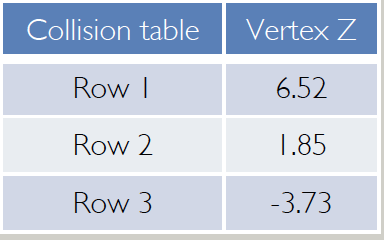 Collision table Vertex Z
Row 1 6.52
Row 2 1.85
Row 3 -3.73